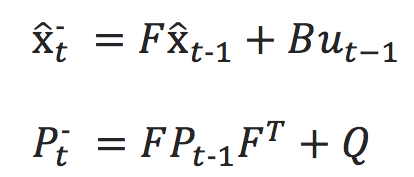 x̂ₜ⁻ = Fx̂ₜ₋₁ + Buₜ₋₁
Pₜ⁻ = FPₜ₋₁Fᵀ + Q